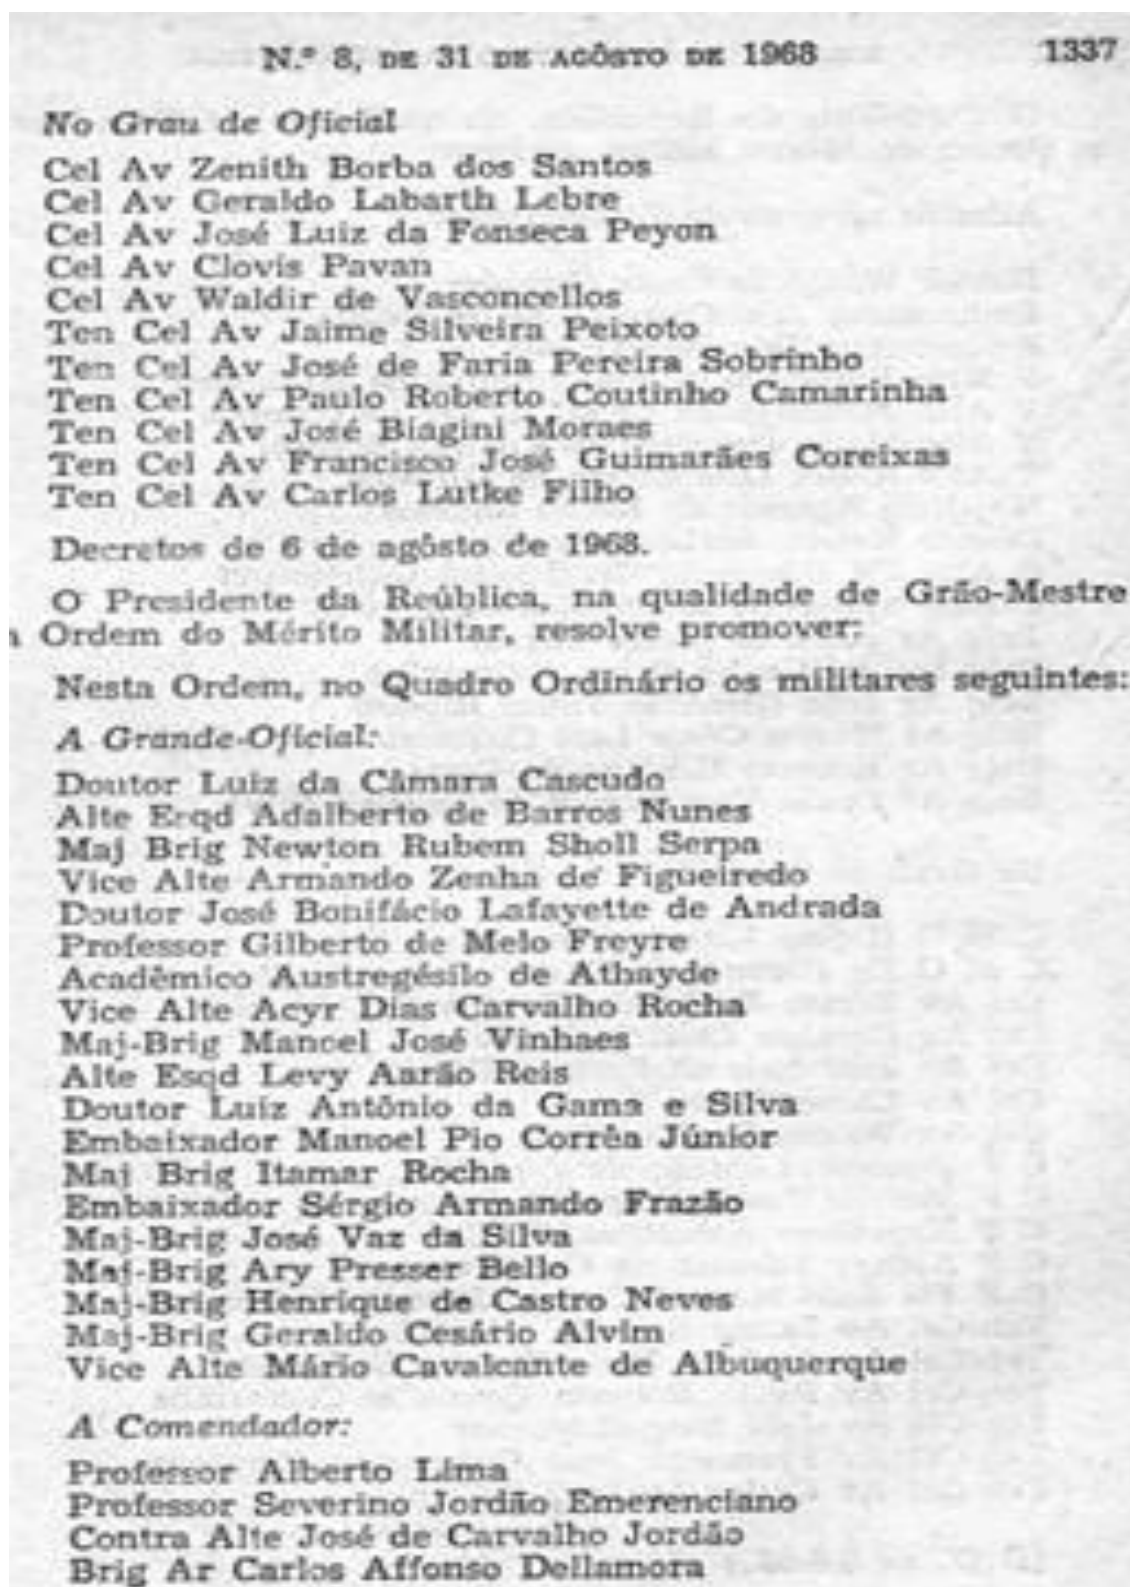 N.º 8, DE 31 DE AGÔSTO DE 1968 1337
No Grau de Oficial
Cel Av Zenith Borba dos Santos
Cel Av Geraldo Labarth Lebre
Cel Av José Luiz da Fonseca Peyon
Cel Av Clovis Pavan
Cel Av Waldir de Vasconcellos
Ten Cel Av Jaime Silveira Peixoto
Ten Cel Av José de Faria Pereira Sobrinho
Ten Cel Av Paulo Roberto Coutinho Camarinha
Ten Cel Av José Biagini Moraes
Ten Cel Av Francisco José Guimarães Coreixas
Ten Cel Av Carlos Lutke Filho
Decretos de 6 de agôsto de 1968.
O Presidente da Reública, na qualidade de Grão-Mestre
a Ordem do Mérito Militar, resolve promover:
Nesta Ordem, no Quadro Ordinário os militares seguintes:
A Grande-Oficial:
Doutor Luiz da Câmara Cascudo
Alte Erqd Adalberto de Barros Nunes
Maj Brig Newton Rubem Sholl Serpa
Vice Alte Armando Zenha de Figueiredo
Doutor José Bonifácio Lafayette de Andrada
Professor Gilberto de Melo Freyre
Acadêmico Austregésilo de Athayde
Vice Alte Acyr Dias Carvalho Rocha
Maj-Brig Manoel José Vinhaes
Alte Esqd Levy Aarão Reis
Doutor Luiz Antônio da Gama e Silva
Embaixador Manoel Pio Corrêa Júnior
Maj Brig Itamar Rocha
Embaixador Sérgio Armando Frazão
Maj-Brig José Vaz da Silva
Maj-Brig Ary Presser Bello
Maj-Brig Henrique de Castro Neves
Maj-Brig Geraldo Cesário Alvim
Vice Alte Mário Cavalcante de Albuquerque
A Comendador:
Professor Alberto Lima
Professor Severino Jordão Emerenciano
Contra Alte José de Carvalho Jordão
Brig Ar Carlos Affonso Dellamora